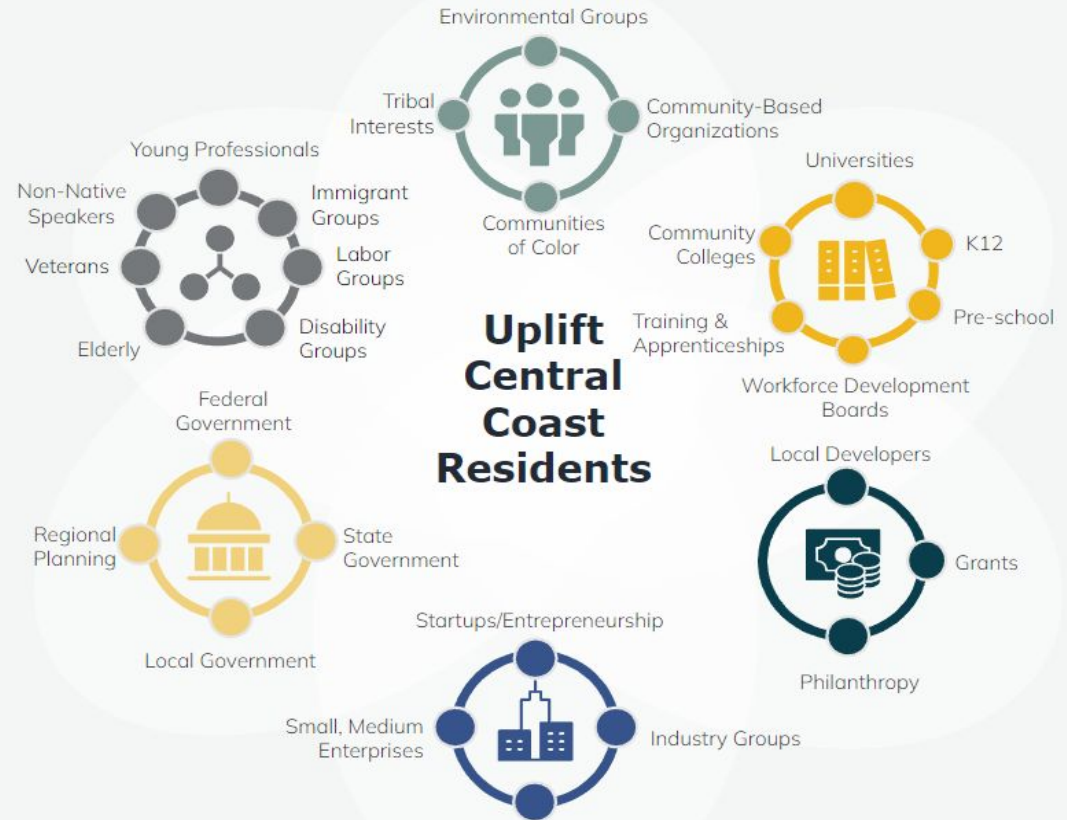 Environmental Groups
Tribal
Interests
Community-Based
Organizations
Communities
of Color
Young Professionals
Non-Native
Speakers
Immigrant
Groups
Veterans
Labor
Groups
Elderly
Disability
Groups
Universities
Community
Colleges
K12
Training &
Apprenticeships
Pre-school
Workforce Development
Boards
Uplift
Central
Coast
Residents
Federal
Government
Regional
Planning
State
Government
Local Government
Local Developers
Grants
Philanthropy
Startups/Entrepreneurship
Small, Medium
Enterprises
Industry Groups